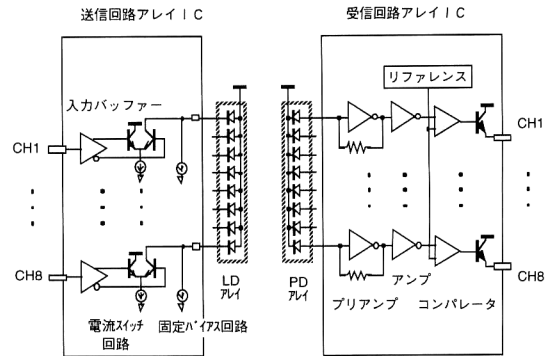 送信回路アレイIC
受信回路アレイIC
リファレンス
入力バッファー
CH1
CH1
CH8
CH8
LD
アレイ
PD
アレイ
アンプ
プリアンプ
コンパレータ
電流スイッチ
回路
固定バイアス回路